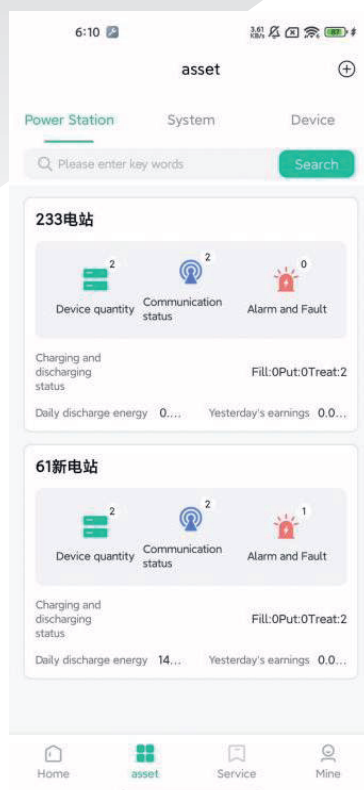 6:10
3.61 KB/s 87
asset
Power Station System Device
Please enter key words Search
233电站
2 2 0
Device quantity Communication status Alarm and Fault
Charging and
discharging
status
Fill:0Put:0Treat:2
Daily discharge energy 0.... Yesterday's earnings 0.0...
61新电站
2 2 1
Device quantity Communication status Alarm and Fault
Charging and
discharging
status
Fill:0Put:0Treat:2
Daily discharge energy 14... Yesterday's earnings 0.0...
Home asset Service Mine